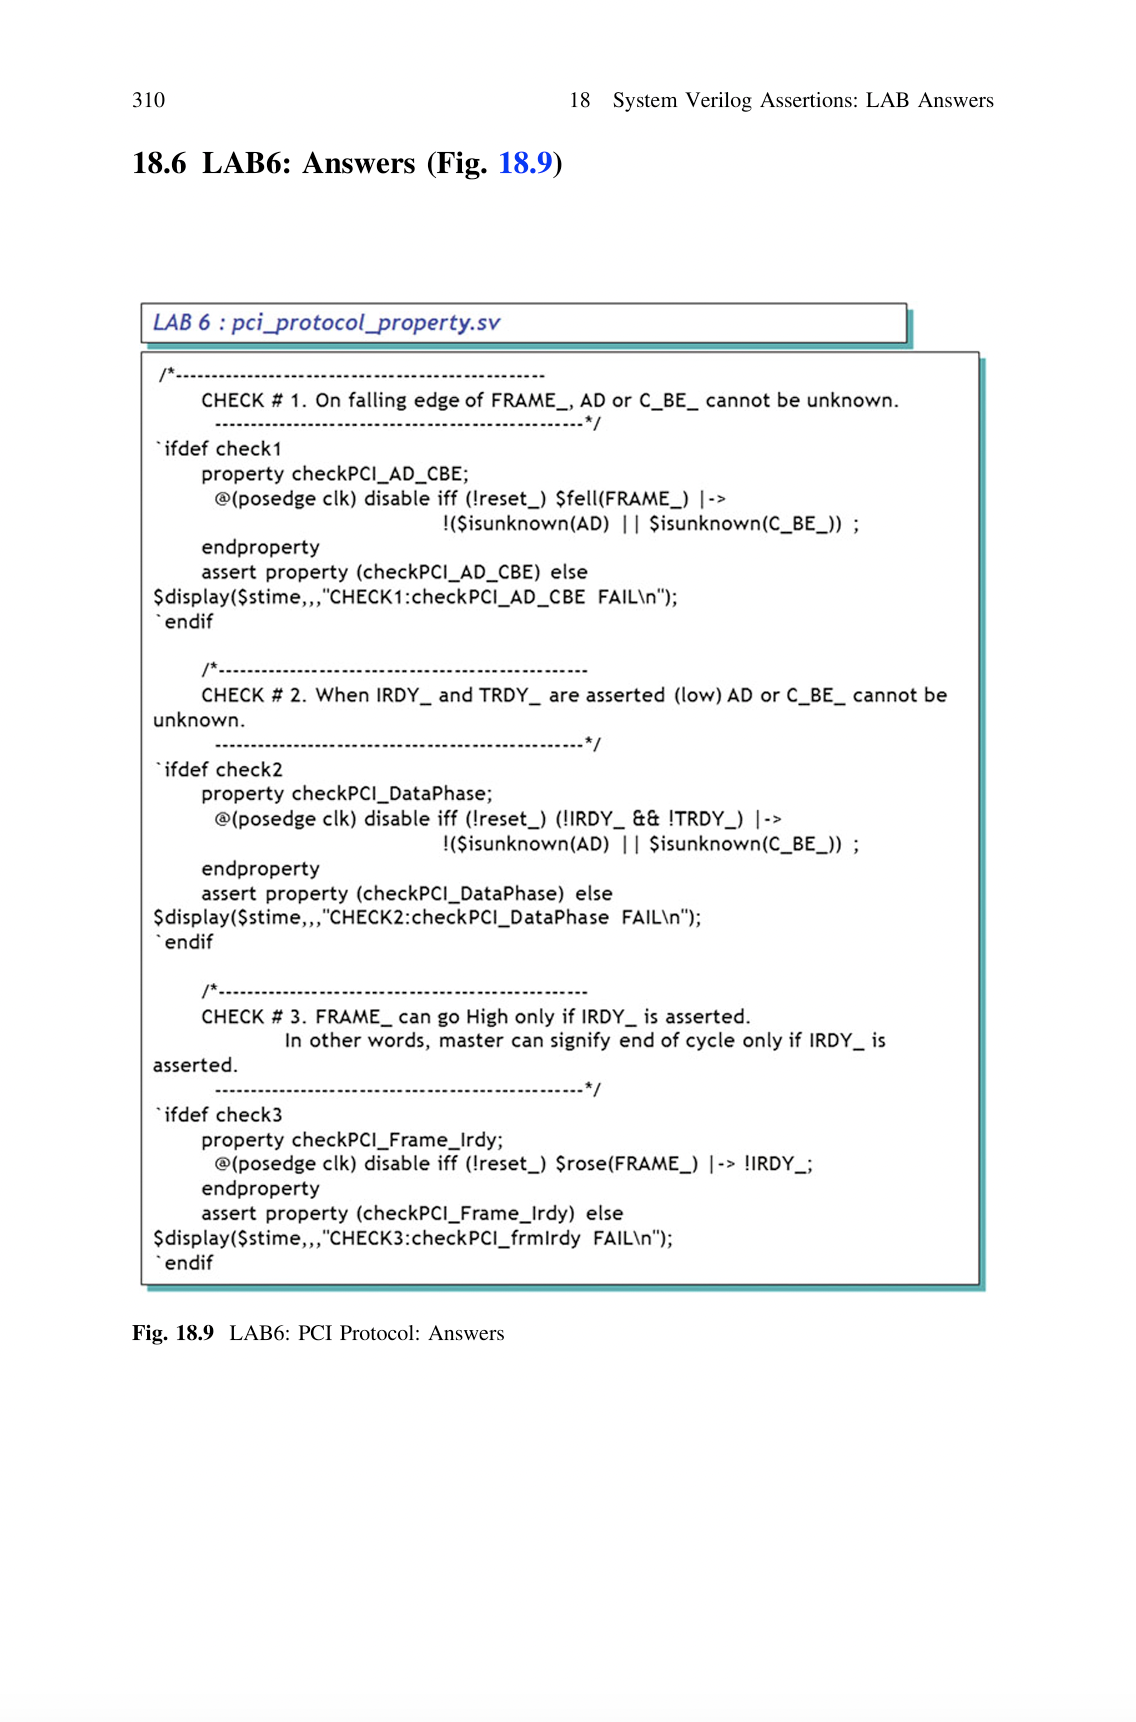 310
18 System Verilog Assertions: LAB Answers
18.6 LAB6: Answers (Fig. 18.9)
LAB 6 : pci_protocol_property.sv
/*----------------------------------------------------
CHECK # 1. On falling edge of FRAME_, AD or C_BE_ cannot be unknown.
----------------------------------------------------*/
`ifdef check1
property checkPCI_AD_CBE;
@(posedge clk) disable iff (!reset_) $fell(FRAME_) |->
!($isunknown(AD) || $isunknown(C_BE_)) ;
endproperty
assert property (checkPCI_AD_CBE) else
$display($stime,,,"CHECK1:checkPCI_AD_CBE FAIL\n");
`endif
/*----------------------------------------------------
CHECK # 2. When IRDY_ and TRDY_ are asserted (low) AD or C_BE_ cannot be
unknown.
----------------------------------------------------*/
`ifdef check2
property checkPCI_DataPhase;
@(posedge clk) disable iff (!reset_) (!IRDY_ && !TRDY_) |->
!($isunknown(AD) || $isunknown(C_BE_)) ;
endproperty
assert property (checkPCI_DataPhase) else
$display($stime,,,"CHECK2:checkPCI_DataPhase FAIL\n");
`endif
/*----------------------------------------------------
CHECK # 3. FRAME_ can go High only if IRDY_ is asserted.
In other words, master can signify end of cycle only if IRDY_ is
asserted.
----------------------------------------------------*/
`ifdef check3
property checkPCI_Frame_Irdy;
@(posedge clk) disable iff (!reset_) $rose(FRAME_) |-> !IRDY_;
endproperty
assert property (checkPCI_Frame_Irdy) else
$display($stime,,,"CHECK3:checkPCI_frmIrdy FAIL\n");
`endif
Fig. 18.9 LAB6: PCI Protocol: Answers